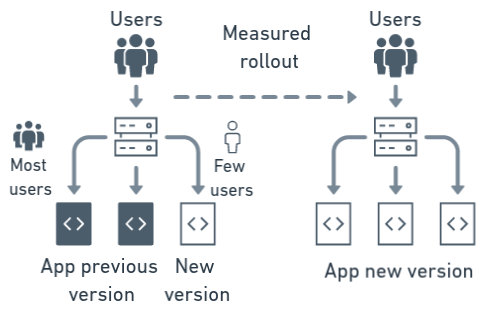 Users
Measured
rollout
Users
Most
users
Few
users
<>
<>
<>
<>
<>
<>
App previous
version
New
version
App new version